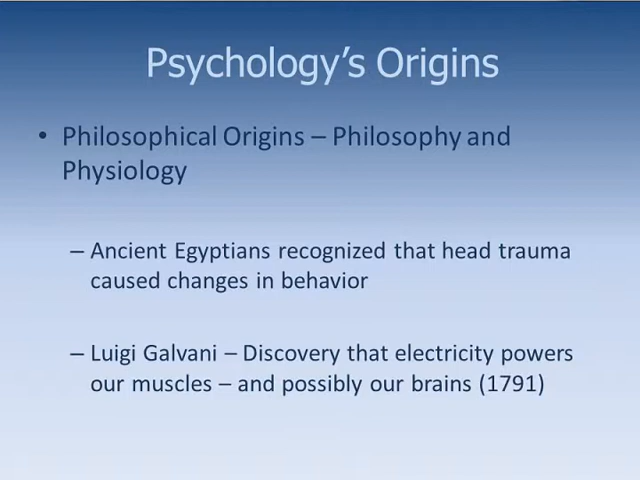 Psychology's Origins
• Philosophical Origins – Philosophy and
Physiology
– Ancient Egyptians recognized that head trauma
caused changes in behavior
– Luigi Galvani – Discovery that electricity powers
our muscles – and possibly our brains (1791)